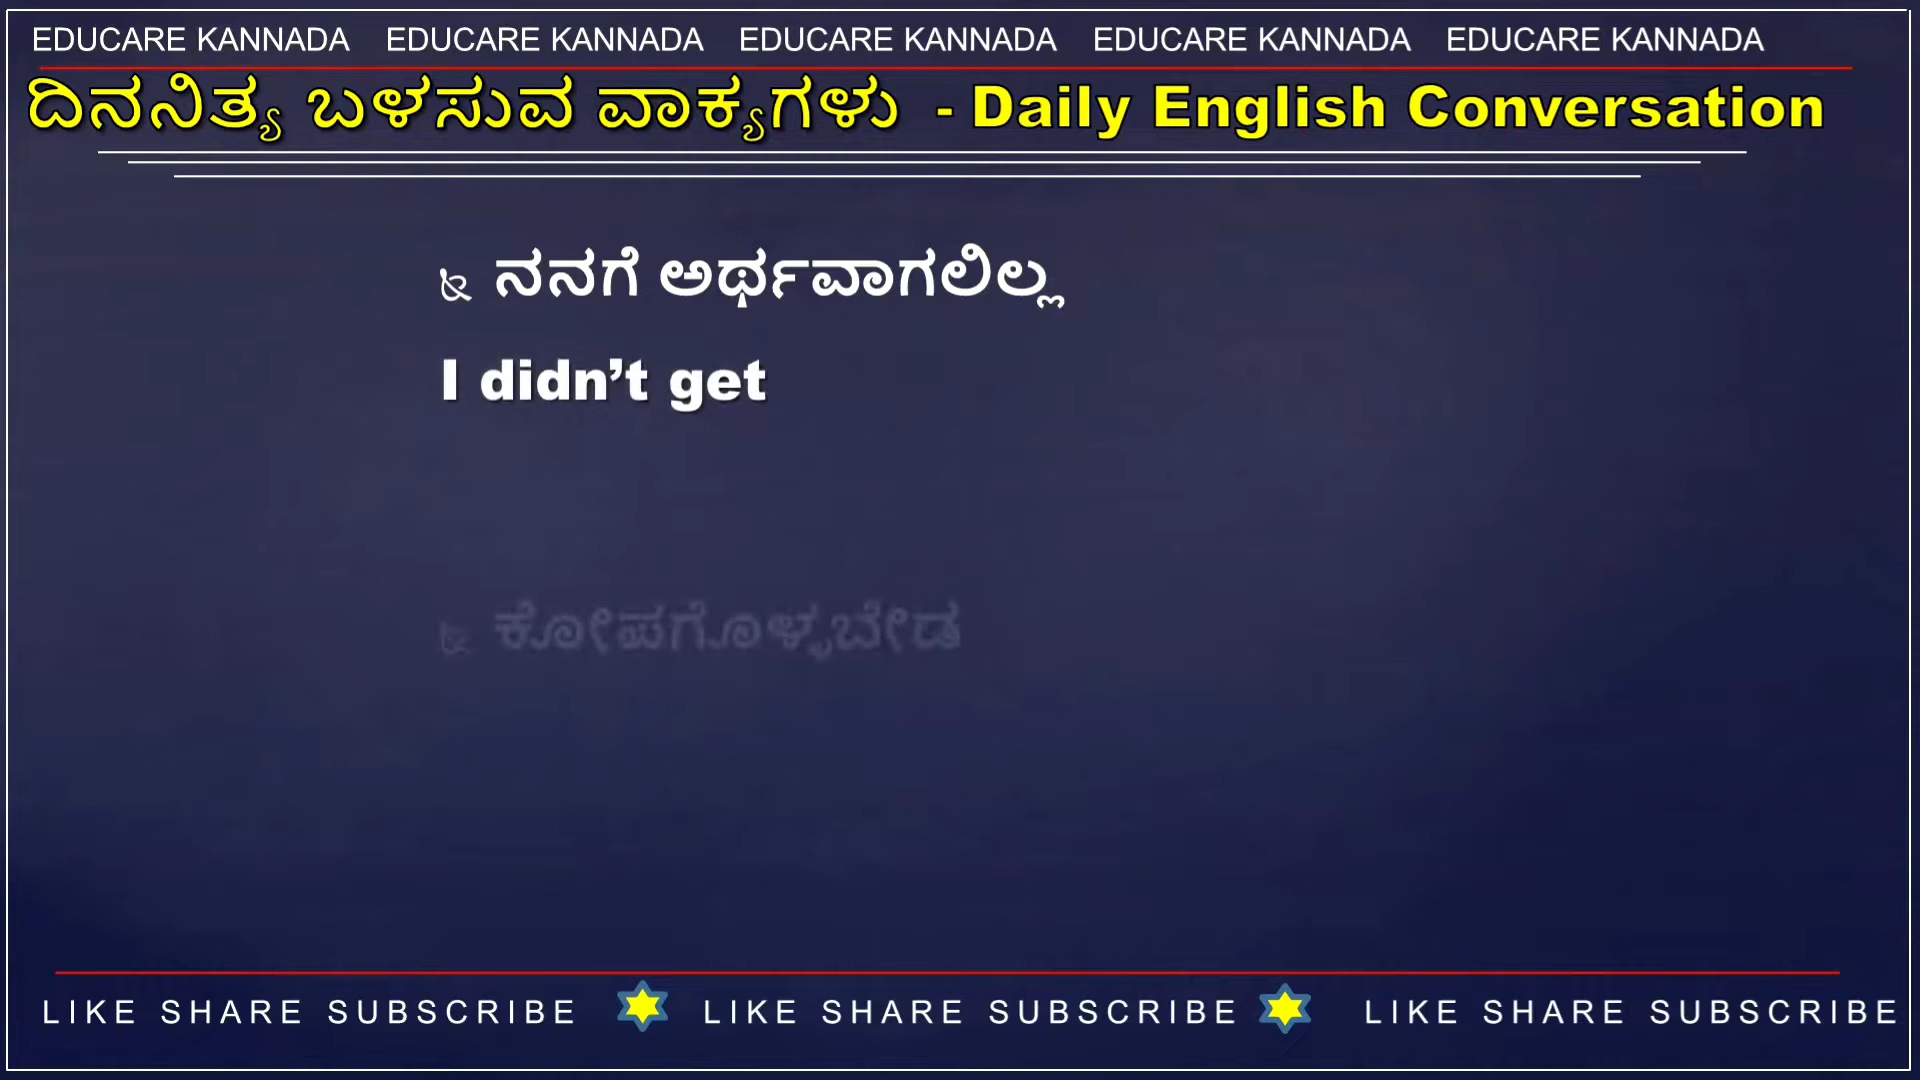 EDUCARE KANNADA EDUCARE KANNADA EDUCARE KANNADA EDUCARE KANNADA EDUCARE KANNADA
ದಿನನಿತ್ಯ ಬಳಸುವ ವಾಕ್ಯಗಳು - Daily English Conversation
ನನಗೆ ಅರ್ಥವಾಗಲಿಲ್ಲ
I didn’t get
ಕೋಪಗೊಳ್ಳಬೇಡ
LIKE SHARE SUBSCRIBE LIKE SHARE SUBSCRIBE LIKE SHARE SUBSCRIBE